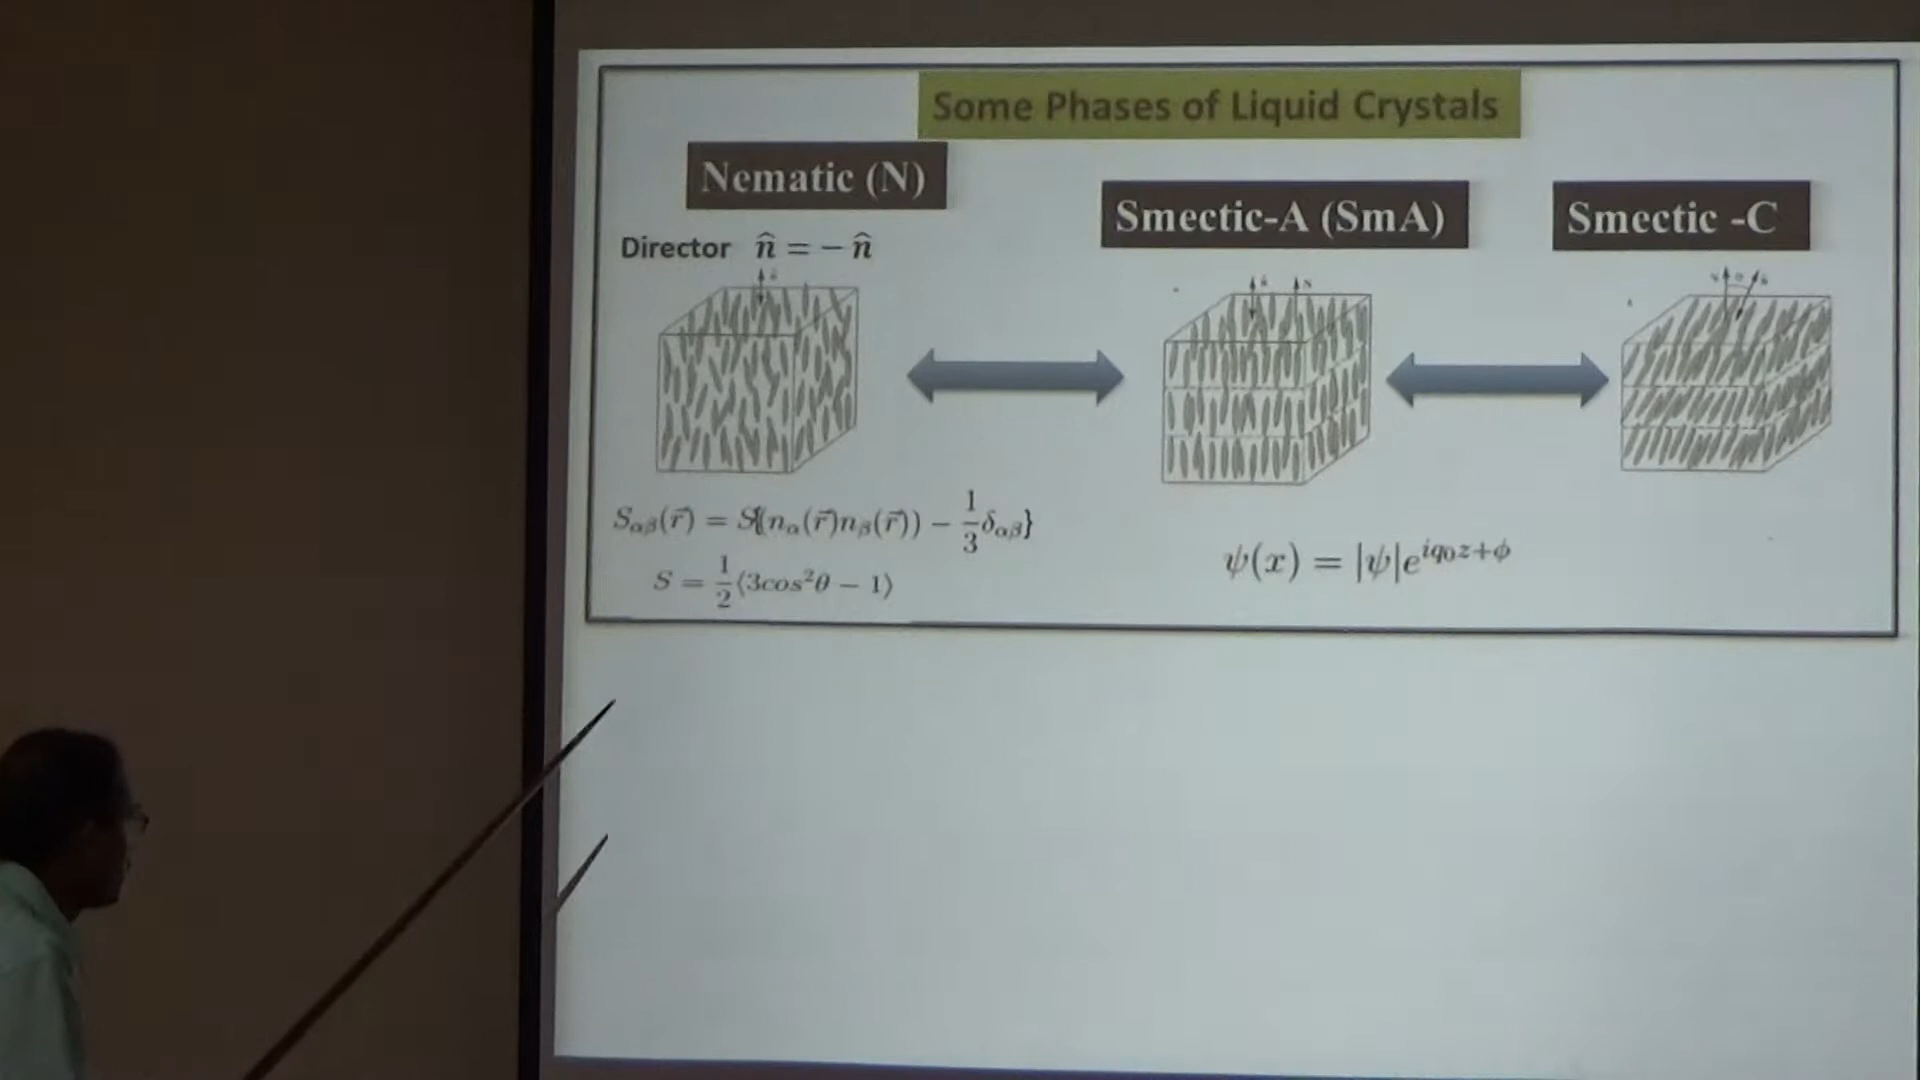 Some Phases of Liquid Crystals
Nematic (N)
Smectic-A (SmA)
Smectic -C
Director n̂ = − n̂
S_{αβ}(r⃗) = S{⟨n_α(r⃗)n_β(r⃗)⟩ − 1/3 δ_{αβ}}
S = 1/2⟨3cos²θ − 1⟩
ψ(x) = |ψ|e^{iq₀z+φ}